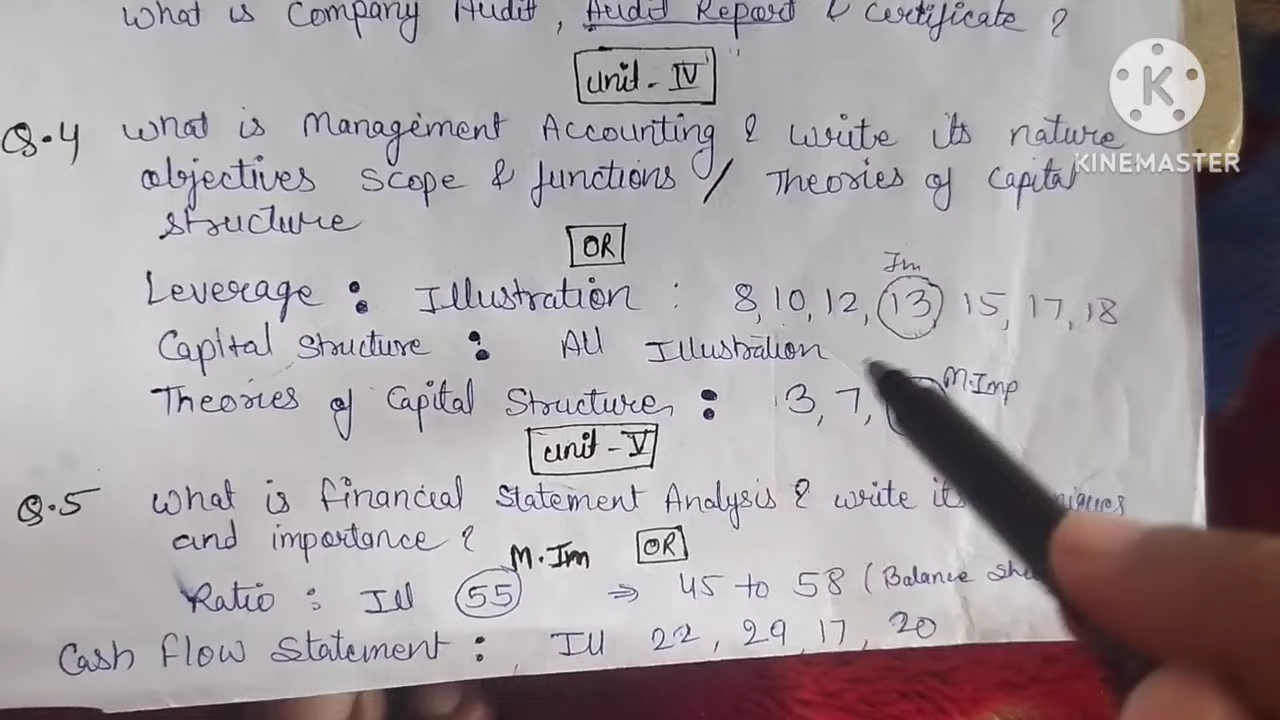 What is Company Audit, Audit Report & Certificate ?
Unit - IV
Q.4 What is Management Accounting & write its nature
objectives scope & functions / Theories of Capital
structure
OR
Im
Leverage : Illustration : 8, 10, 12, 13 15, 17, 18
Capital Structure : All Illustration
Theories of Capital Structure : 3, 7, M.Imp
Unit - V
Q.5 What is financial statement Analysis & write
and importance ?
M.Im OR
Ratio : Ill 55 ⇒ 45 to 58 (Balance
Cash flow Statement : Ill 22, 29, 17, 20
K
KINEMASTER